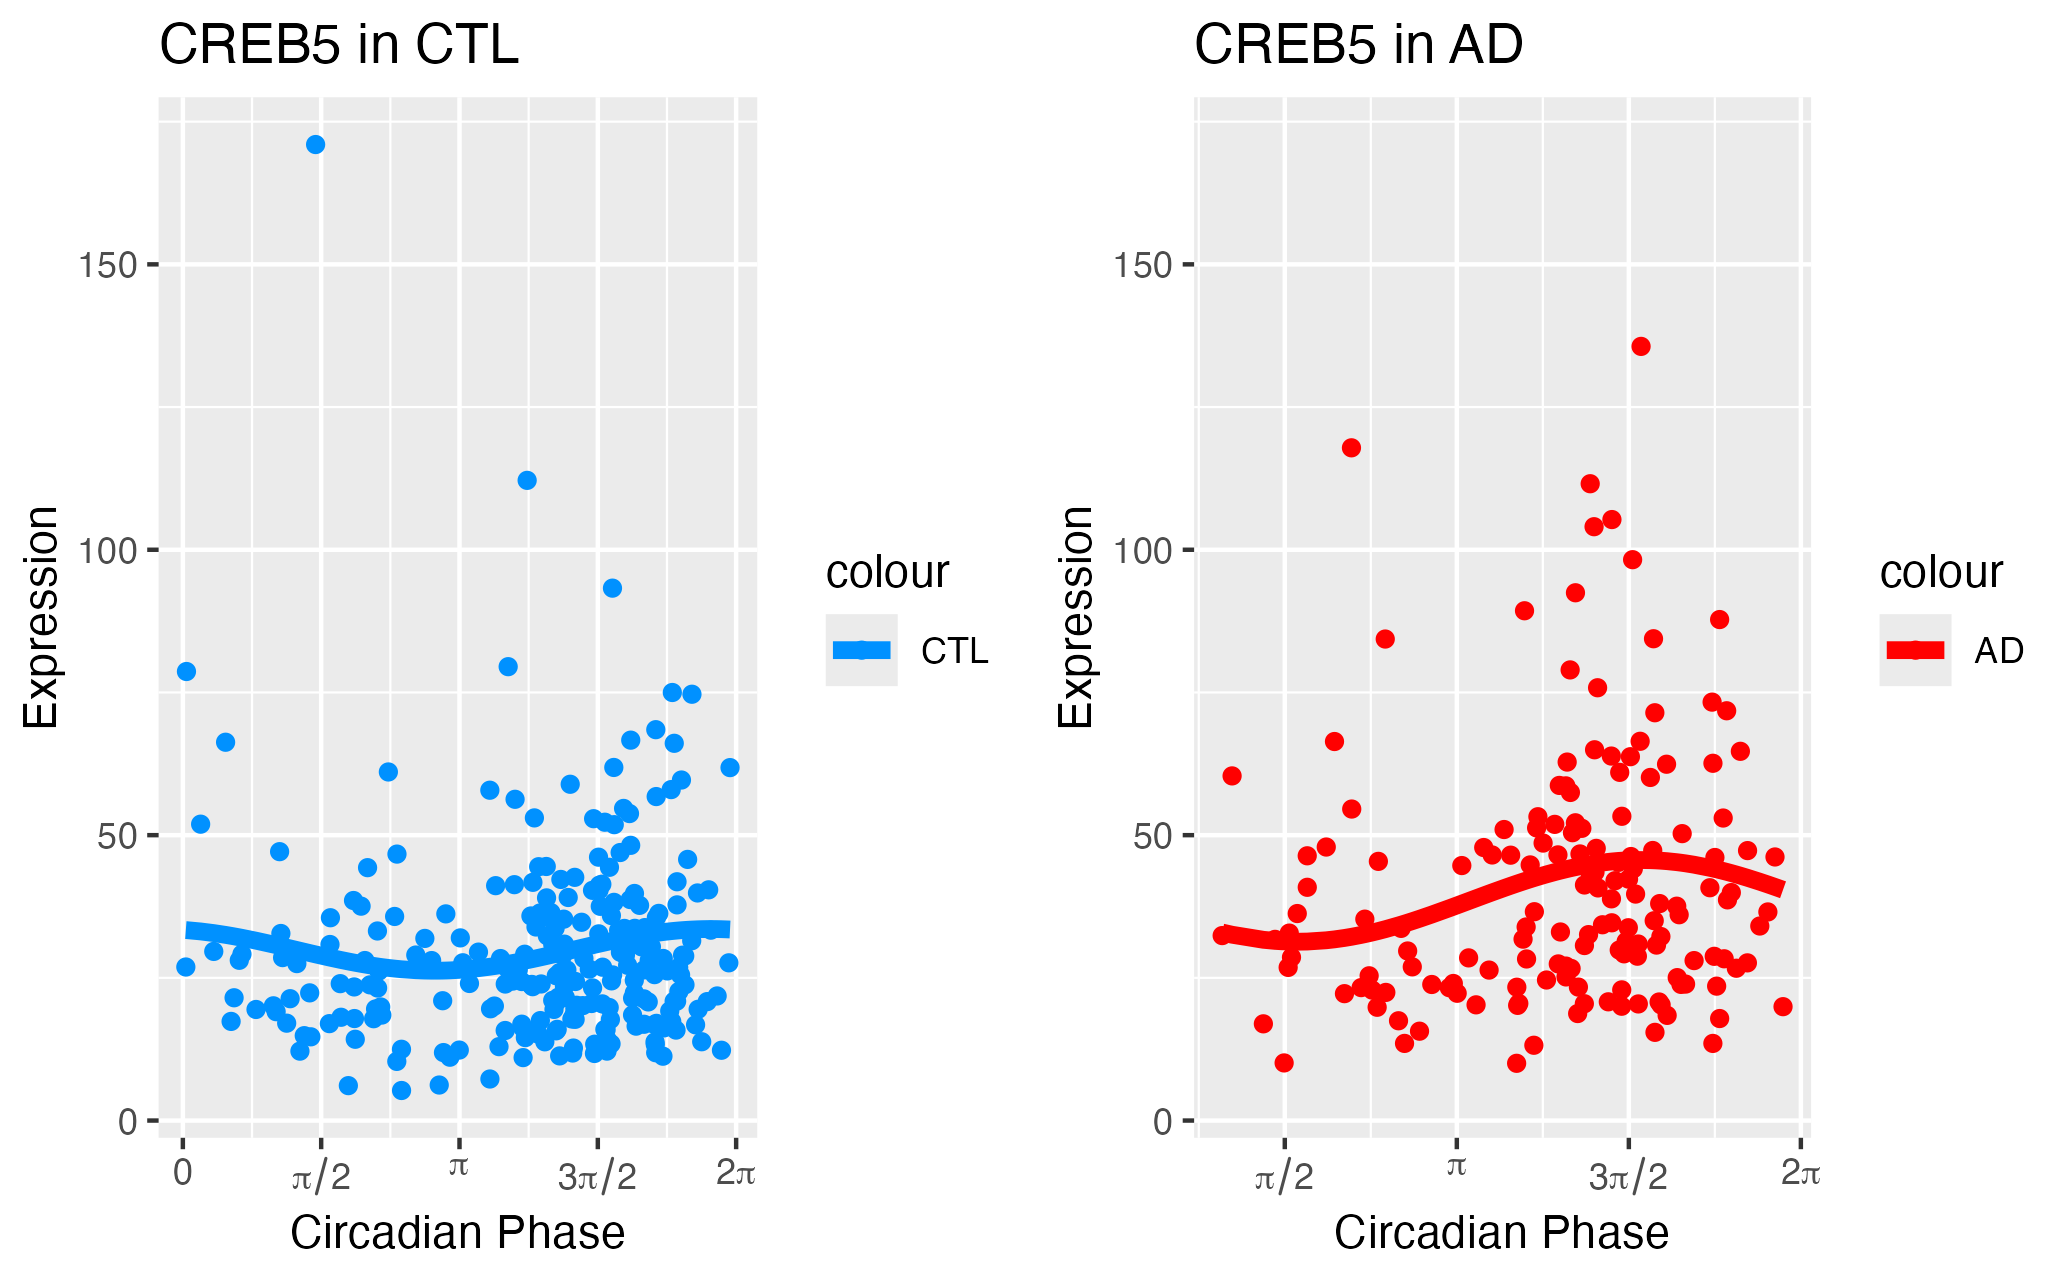 CREB5 in CTL
150
100
50
0
Expression
0 π/2 π 3π/2 2π
Circadian Phase
colour
CTL
CREB5 in AD
150
100
50
0
Expression
π/2 π 3π/2 2π
Circadian Phase
colour
AD